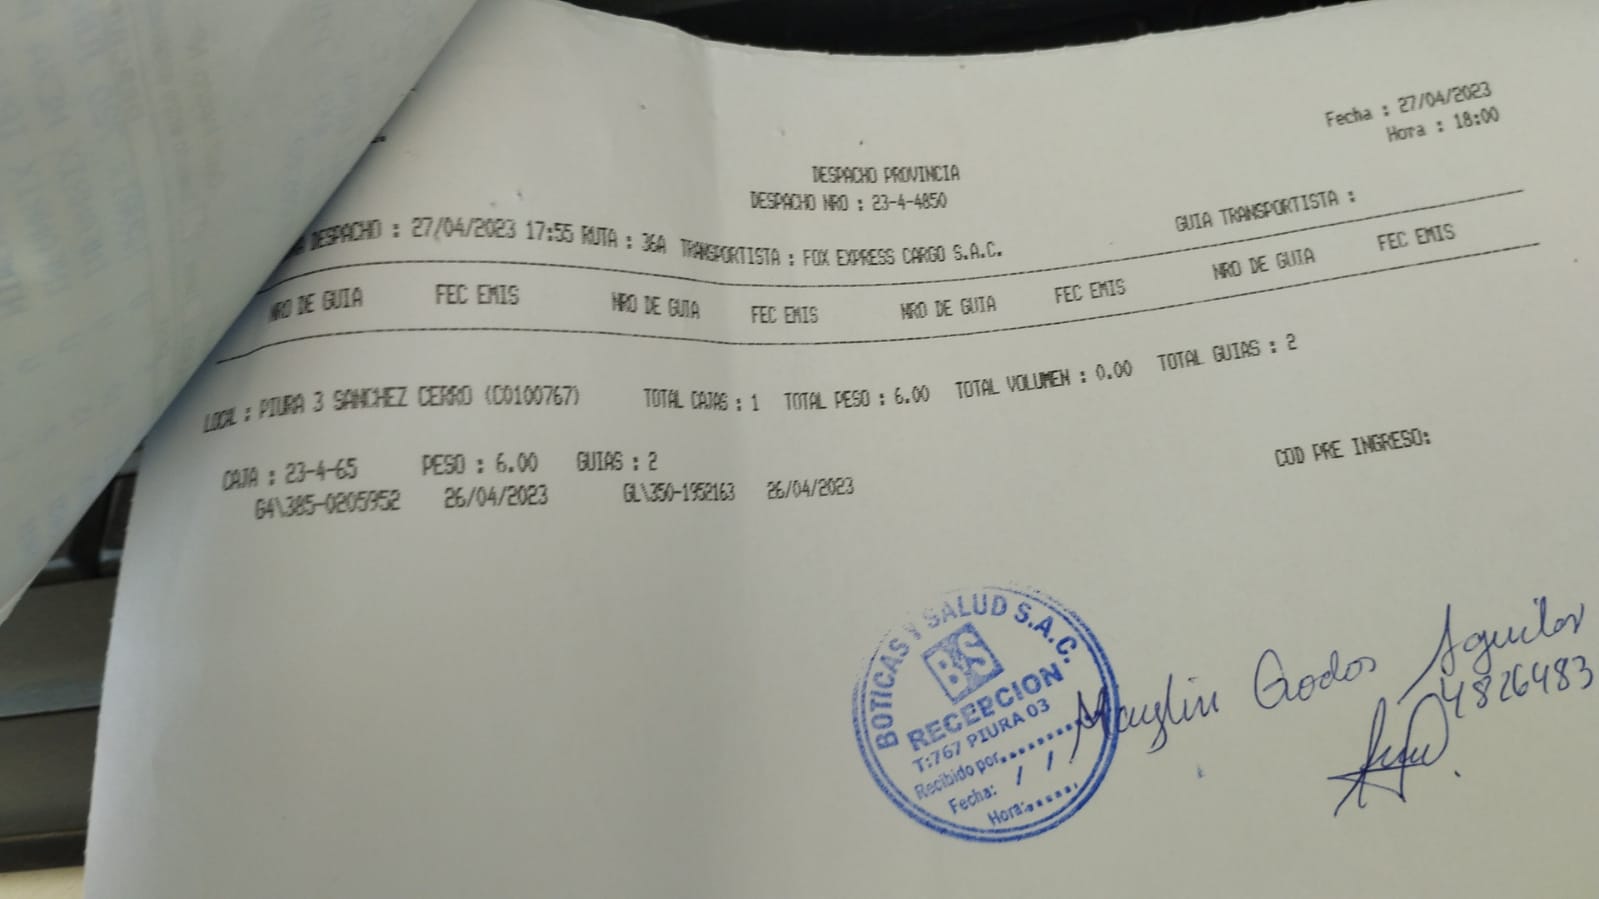 Fecha : 27/04/2023
Hora : 18:00
DESPACHO PROVINCIA
DESPACHO NRO : 23-4-4850
DESPACHO : 27/04/2023 17:55 RUTA : 36A TRANSPORTISTA : FOX EXPRESS CARGO S.A.C. GUIA TRANSPORTISTA :
NRO DE GUIA FEC EMIS NRO DE GUIA FEC EMIS NRO DE GUIA FEC EMIS NRO DE GUIA FEC EMIS
LOCAL : PIURA 3 SANCHEZ CERRO (C0100767) TOTAL CAJAS : 1 TOTAL PESO : 6.00 TOTAL VOLUMEN : 0.00 TOTAL GUIAS : 2
CAJA : 23-4-65 PESO : 6.00 GUIAS : 2 COD PRE INGRESO:
G4\385-0205952 26/04/2023 GL\350-1952163 26/04/2023
BOTICAS Y SALUD S.A.C.
BS
RECEPCION
T:767 PIURA 03
Recibido por:
Fecha: / /
Hora:
Maylin Godos Aguilar
4826483